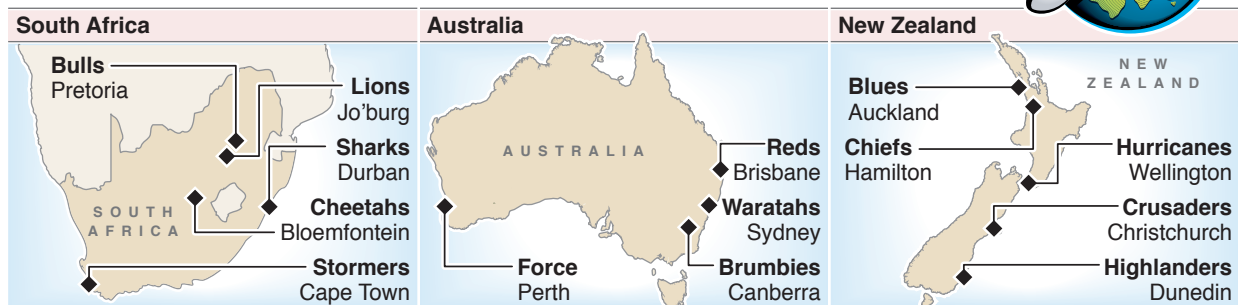 South Africa
Bulls
Pretoria
Lions
Jo'burg
Sharks
Durban
Cheetahs
Bloemfontein
Stormers
Cape Town
SOUTH
AFRICA
Australia
AUSTRALIA
Reds
Brisbane
Waratahs
Sydney
Brumbies
Canberra
Force
Perth
New Zealand
NEW
ZEALAND
Blues
Auckland
Chiefs
Hamilton
Hurricanes
Wellington
Crusaders
Christchurch
Highlanders
Dunedin